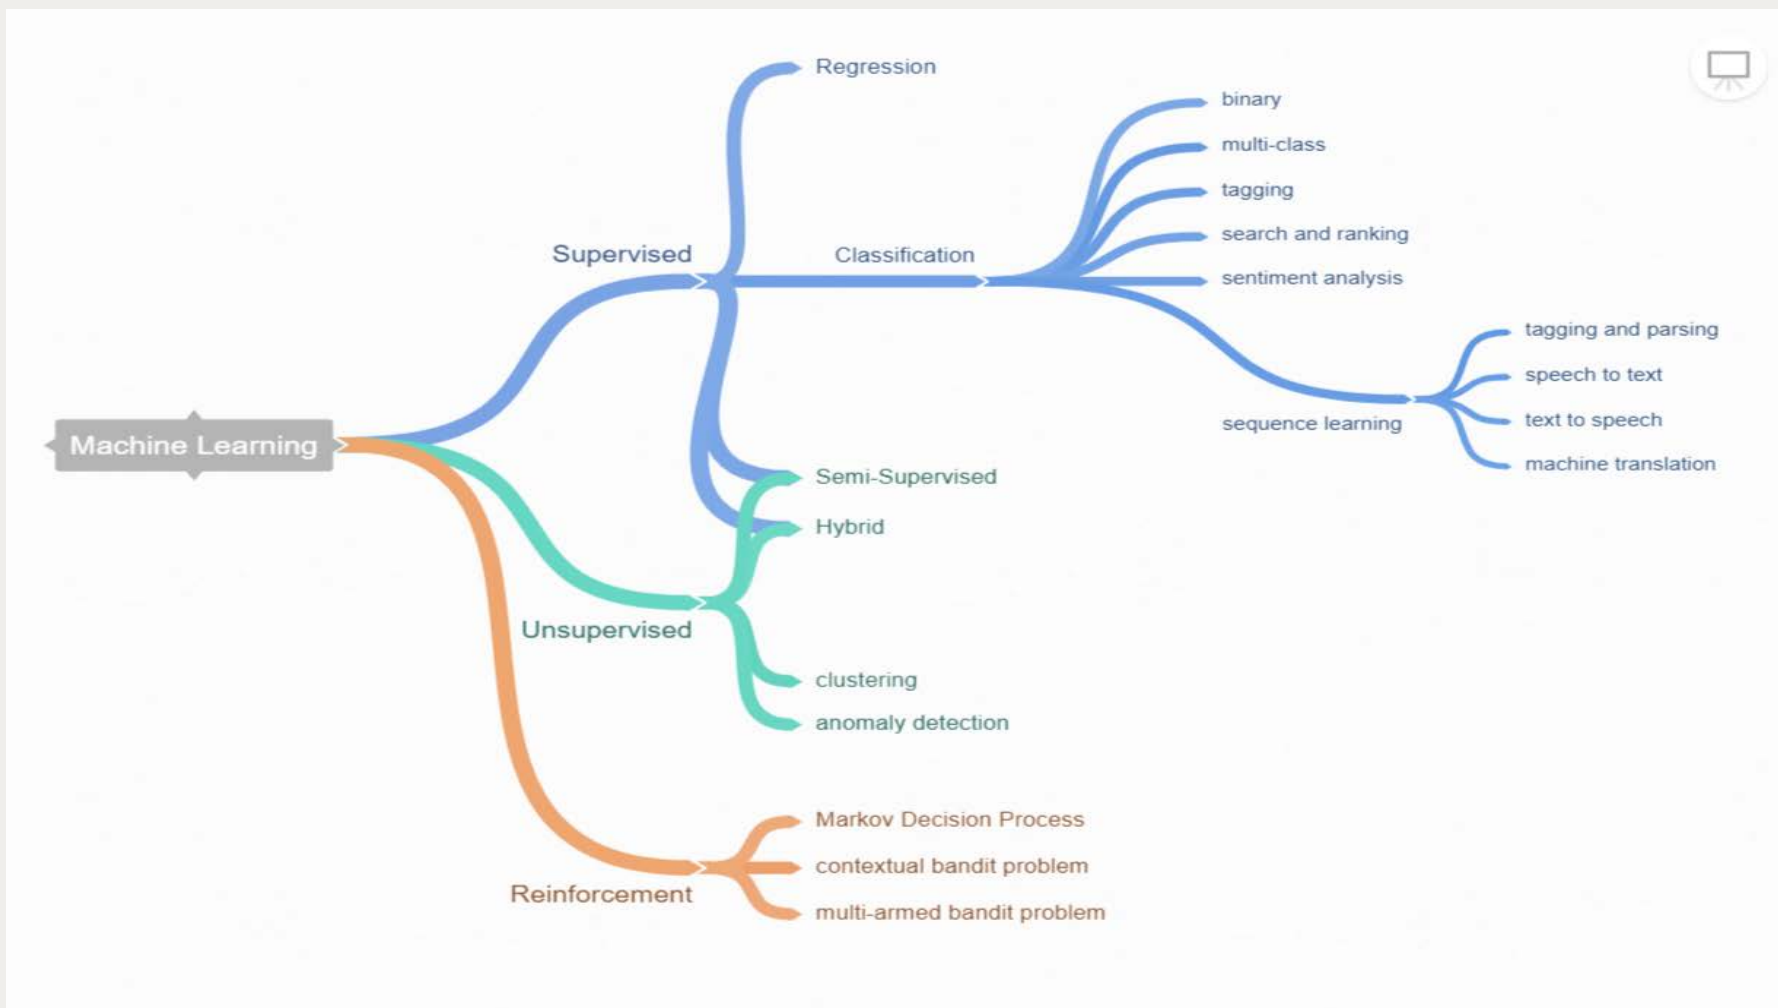 Machine Learning
Supervised
Regression
Classification
binary
multi-class
tagging
search and ranking
sentiment analysis
sequence learning
tagging and parsing
speech to text
text to speech
machine translation
Semi-Supervised
Hybrid
Unsupervised
clustering
anomaly detection
Reinforcement
Markov Decision Process
contextual bandit problem
multi-armed bandit problem